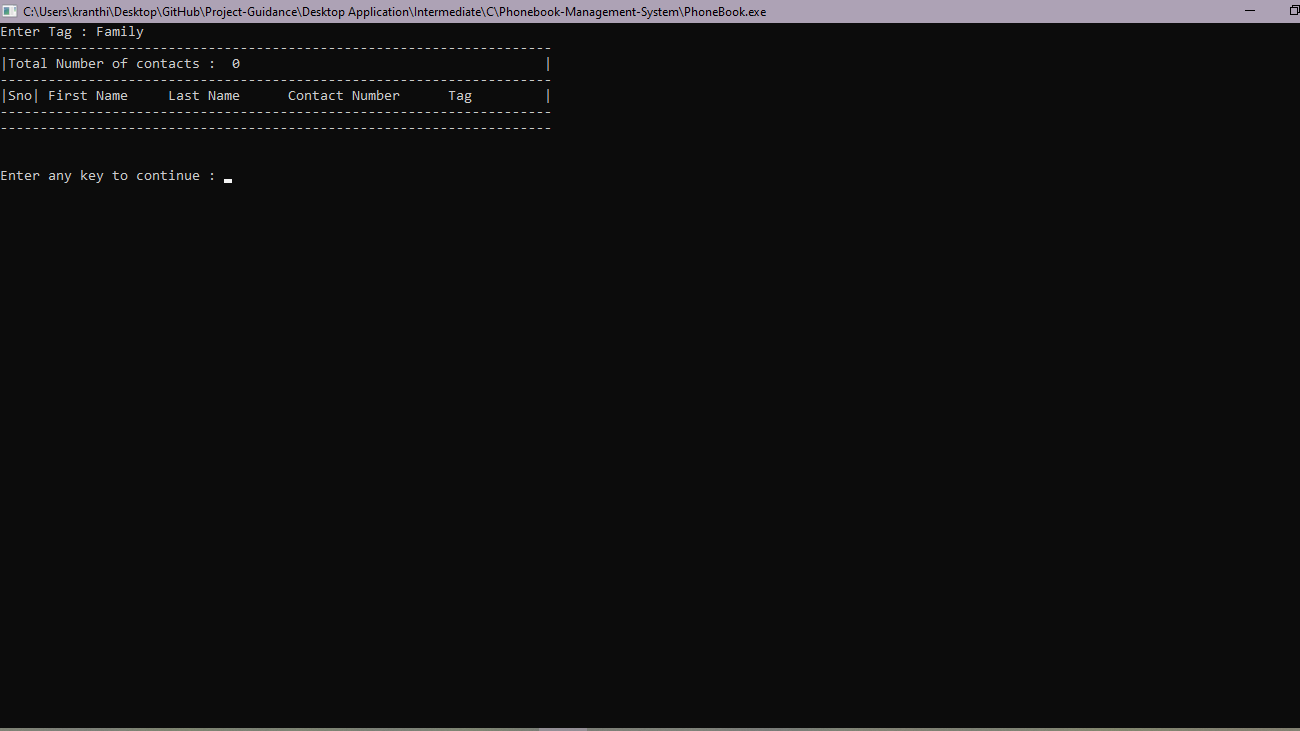 C:\Users\kranthi\Desktop\GitHub\Project-Guidance\Desktop Application\Intermediate\C\Phonebook-Management-System\PhoneBook.exe
Enter Tag : Family
---------------------------------------------------------------------
|Total Number of contacts :  0                                      |
---------------------------------------------------------------------
|Sno| First Name     Last Name      Contact Number      Tag         |
---------------------------------------------------------------------
---------------------------------------------------------------------
Enter any key to continue :